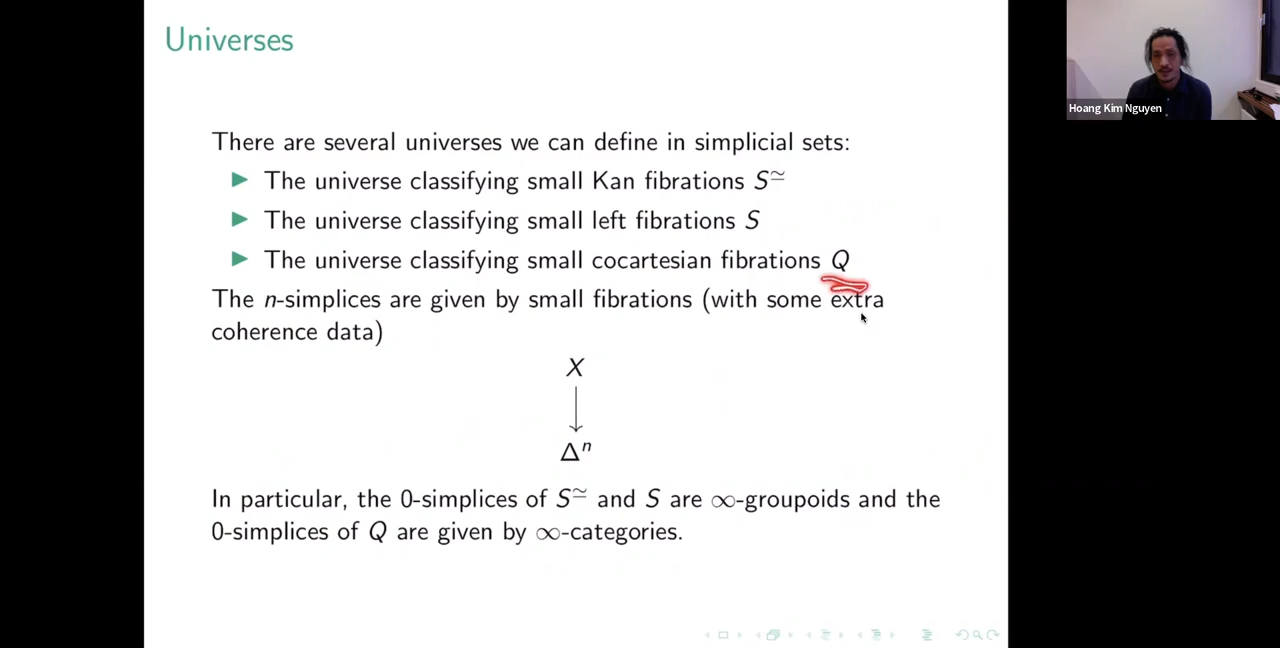 Universes
Hoang Kim Nguyen
There are several universes we can define in simplicial sets:
▶ The universe classifying small Kan fibrations S≃
▶ The universe classifying small left fibrations S
▶ The universe classifying small cocartesian fibrations Q
The n-simplices are given by small fibrations (with some extra
coherence data)
X
↓
Δⁿ
In particular, the 0-simplices of S≃ and S are ∞-groupoids and the
0-simplices of Q are given by ∞-categories.